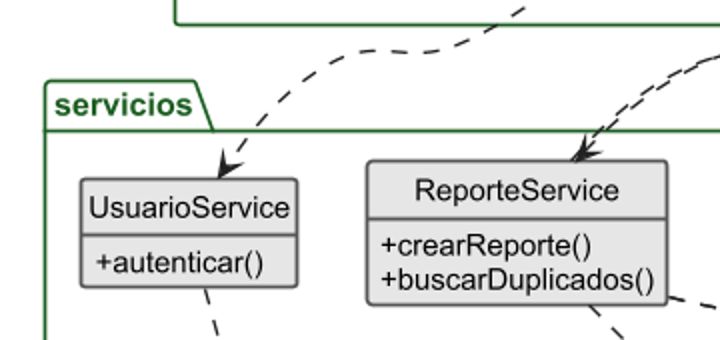 servicios
UsuarioService
+autenticar()
ReporteService
+crearReporte()
+buscarDuplicados()